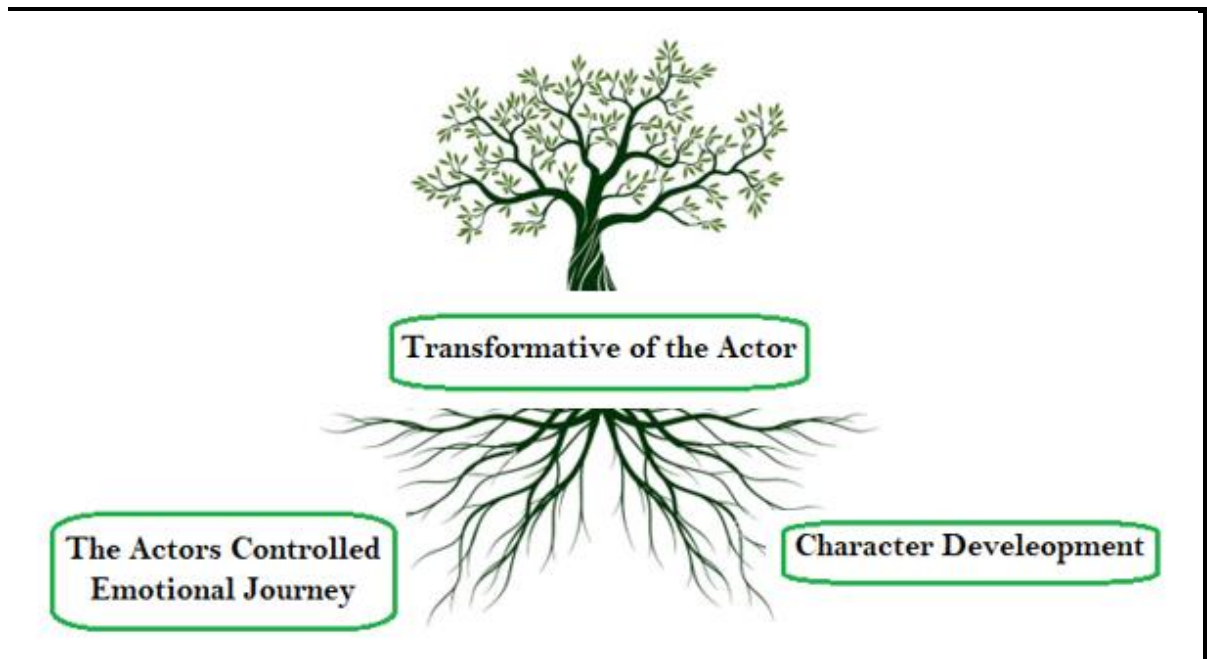 Transformative of the Actor
The Actors Controlled
Emotional Journey
Character Develeopment